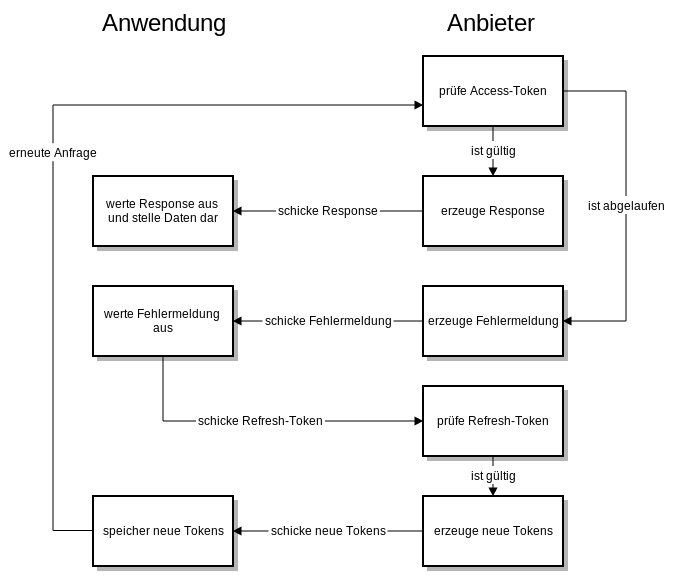 Anwendung
Anbieter
prüfe Access-Token
erneute Anfrage
ist gültig
werte Response aus
und stelle Daten dar
schicke Response
erzeuge Response
ist abgelaufen
werte Fehlermeldung
aus
schicke Fehlermeldung
erzeuge Fehlermeldung
schicke Refresh-Token
prüfe Refresh-Token
ist gültig
speicher neue Tokens
schicke neue Tokens
erzeuge neue Tokens